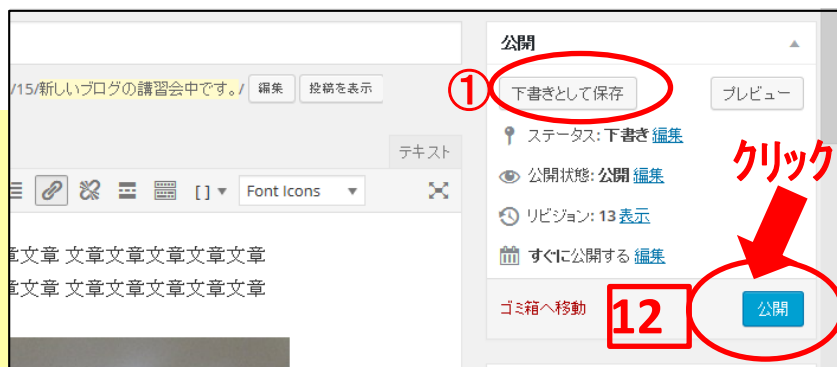 公開
/15/新しいブログの講習会中です。/ 編集 投稿を表示
① 下書きとして保存 プレビュー
ステータス: 下書き 編集
テキスト
クリック
公開状態: 公開 編集
[ ] Font Icons
リビジョン: 13 表示
章文章 文章文章文章文章文章
すぐに公開する 編集
章文章 文章文章文章文章文章
ゴミ箱へ移動 12 公開